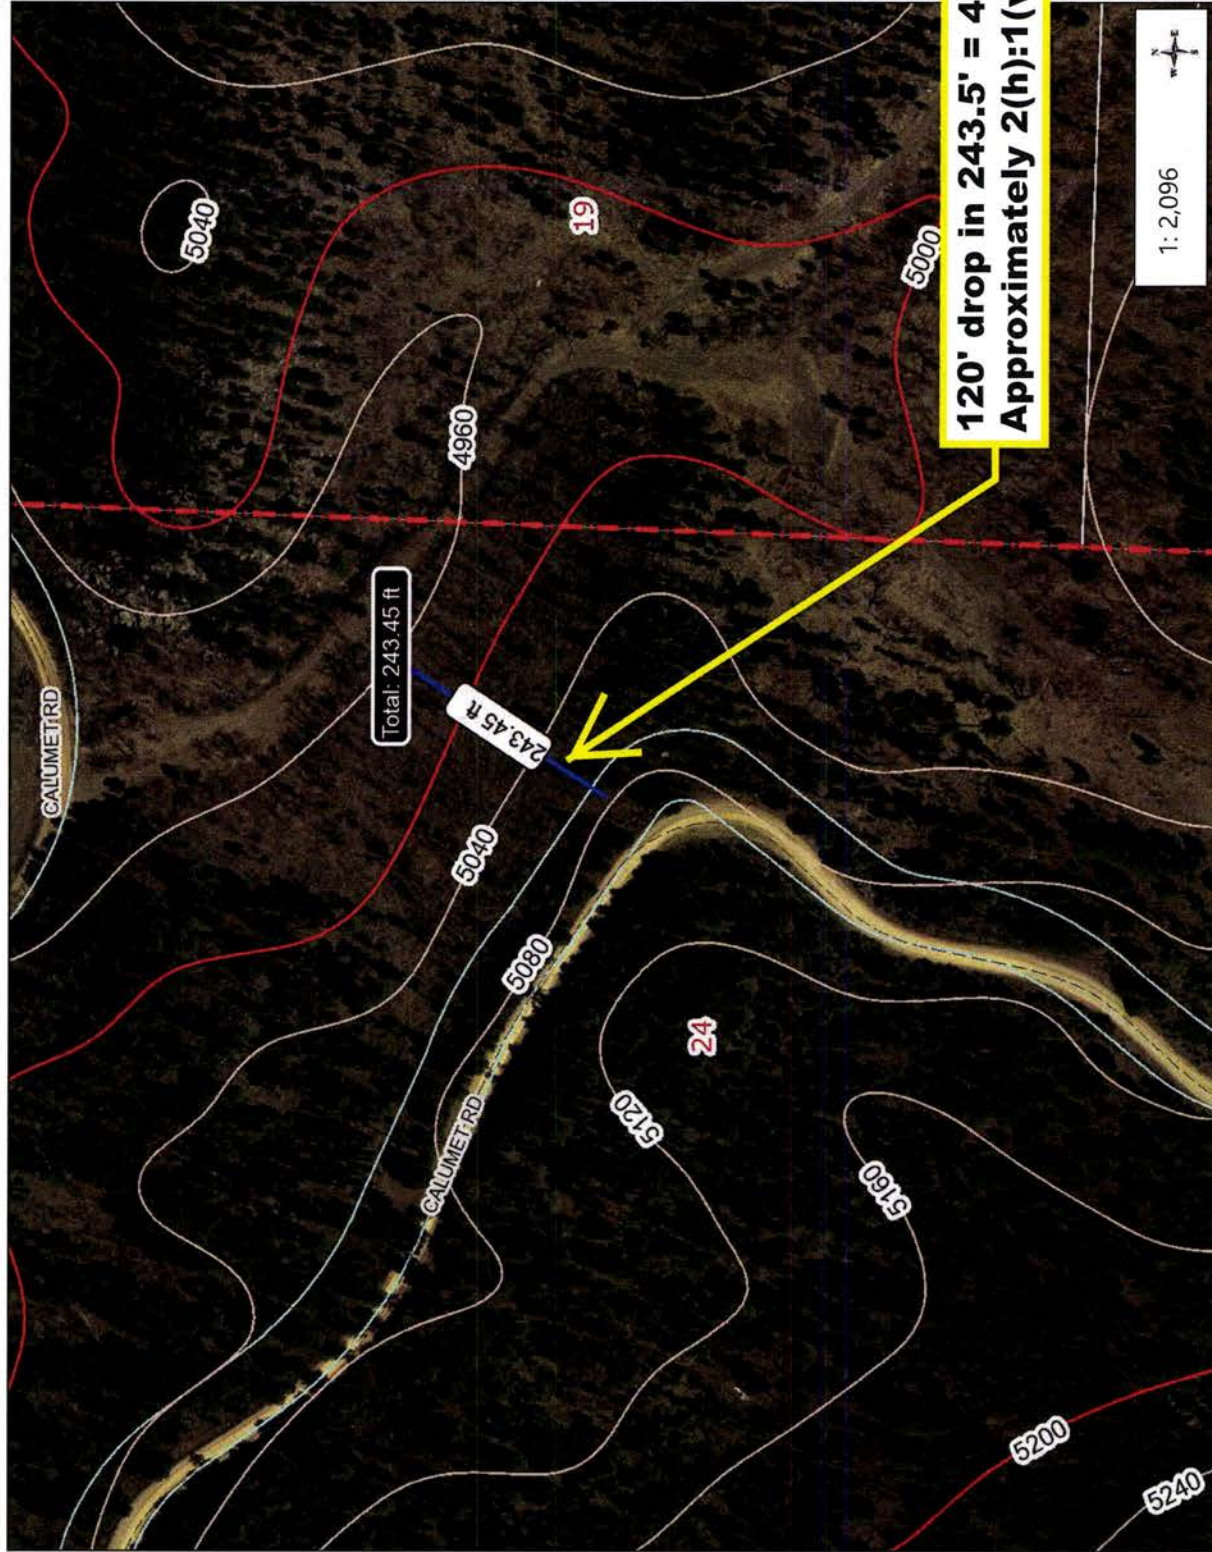 CALUMET RD
5040
19
4960
5000
Total: 243.45 ft
243.45 ft
5040
5080
CALUMET RD
5120
24
5160
5200
5240
120' drop in 243.5' = 4
Approximately 2(h):1(v
1: 2,096
N
W
E
S